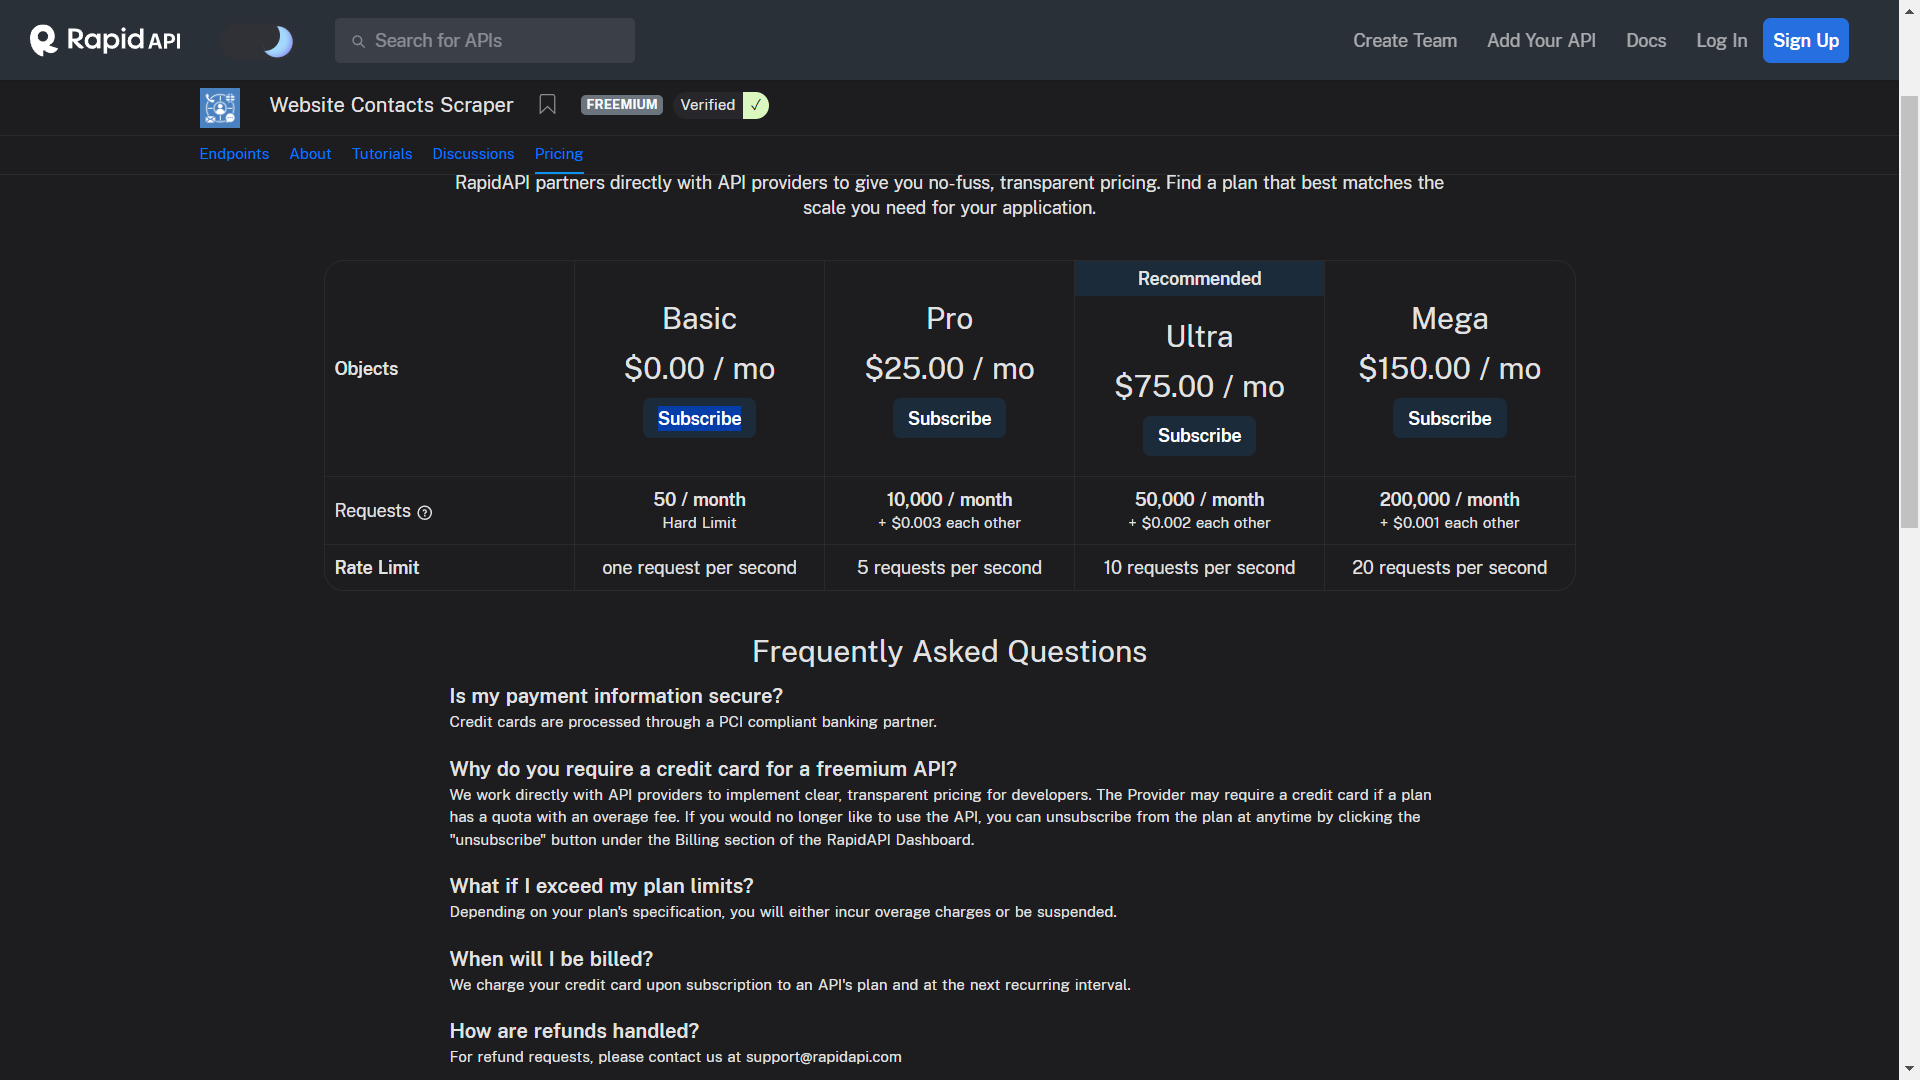 Rapid API
Search for APIs
Create Team
Add Your API
Docs
Log In
Sign Up
Website Contacts Scraper
FREEMIUM
Verified ✓
Endpoints
About
Tutorials
Discussions
Pricing
RapidAPI partners directly with API providers to give you no-fuss, transparent pricing. Find a plan that best matches the
scale you need for your application.
Objects
Basic
$0.00 / mo
Subscribe
Pro
$25.00 / mo
Subscribe
Recommended
Ultra
$75.00 / mo
Subscribe
Mega
$150.00 / mo
Subscribe
Requests ?
50 / month
Hard Limit
10,000 / month
+ $0.003 each other
50,000 / month
+ $0.002 each other
200,000 / month
+ $0.001 each other
Rate Limit
one request per second
5 requests per second
10 requests per second
20 requests per second
Frequently Asked Questions
Is my payment information secure?
Credit cards are processed through a PCI compliant banking partner.
Why do you require a credit card for a freemium API?
We work directly with API providers to implement clear, transparent pricing for developers. The Provider may require a credit card if a plan
has a quota with an overage fee. If you would no longer like to use the API, you can unsubscribe from the plan at anytime by clicking the
"unsubscribe" button under the Billing section of the RapidAPI Dashboard.
What if I exceed my plan limits?
Depending on your plan's specification, you will either incur overage charges or be suspended.
When will I be billed?
We charge your credit card upon subscription to an API's plan and at the next recurring interval.
How are refunds handled?
For refund requests, please contact us at support@rapidapi.com